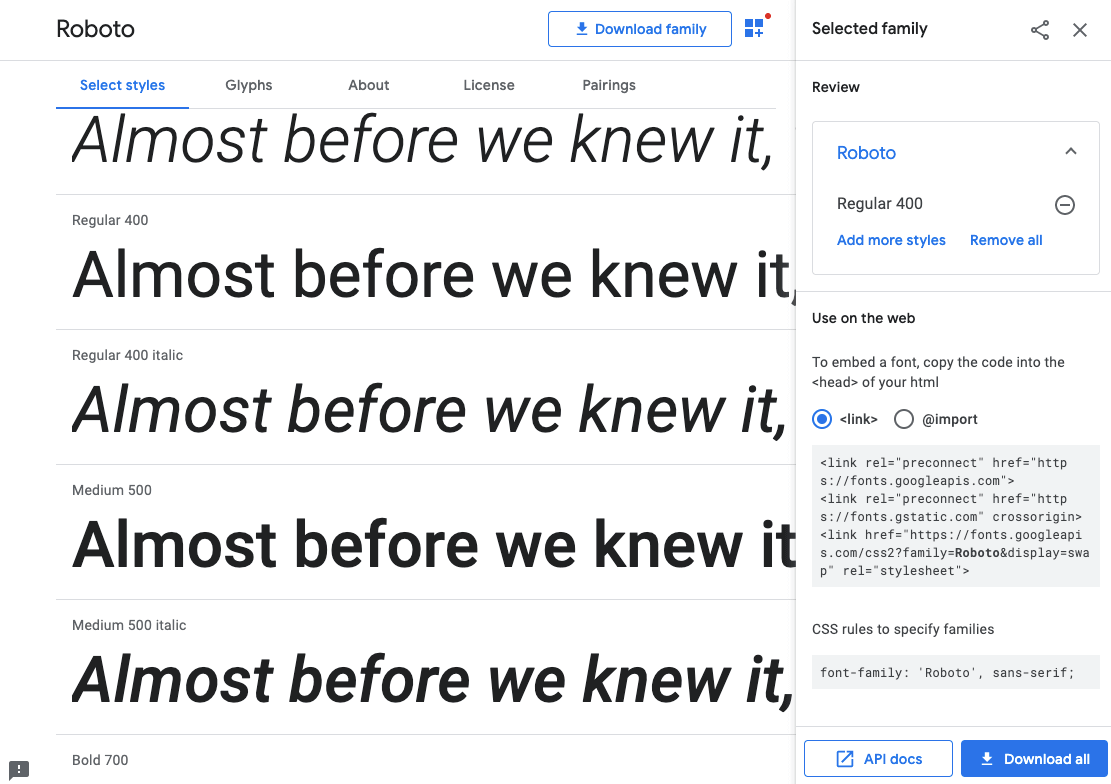 Roboto
Download family
Select styles
Glyphs
About
License
Pairings
Almost before we knew it,
Regular 400
Almost before we knew it,
Regular 400 italic
Almost before we knew it,
Medium 500
Almost before we knew it
Medium 500 italic
Almost before we knew it,
Bold 700
Selected family
Review
Roboto
Regular 400
Add more styles
Remove all
Use on the web
To embed a font, copy the code into the
<head> of your html
<link>
@import
<link rel="preconnect" href="http
s://fonts.googleapis.com">
<link rel="preconnect" href="http
s://fonts.gstatic.com" crossorigin>
<link href="https://fonts.googleapi
s.com/css2?family=Roboto&display=swa
p" rel="stylesheet">
CSS rules to specify families
font-family: 'Roboto', sans-serif;
API docs
Download all